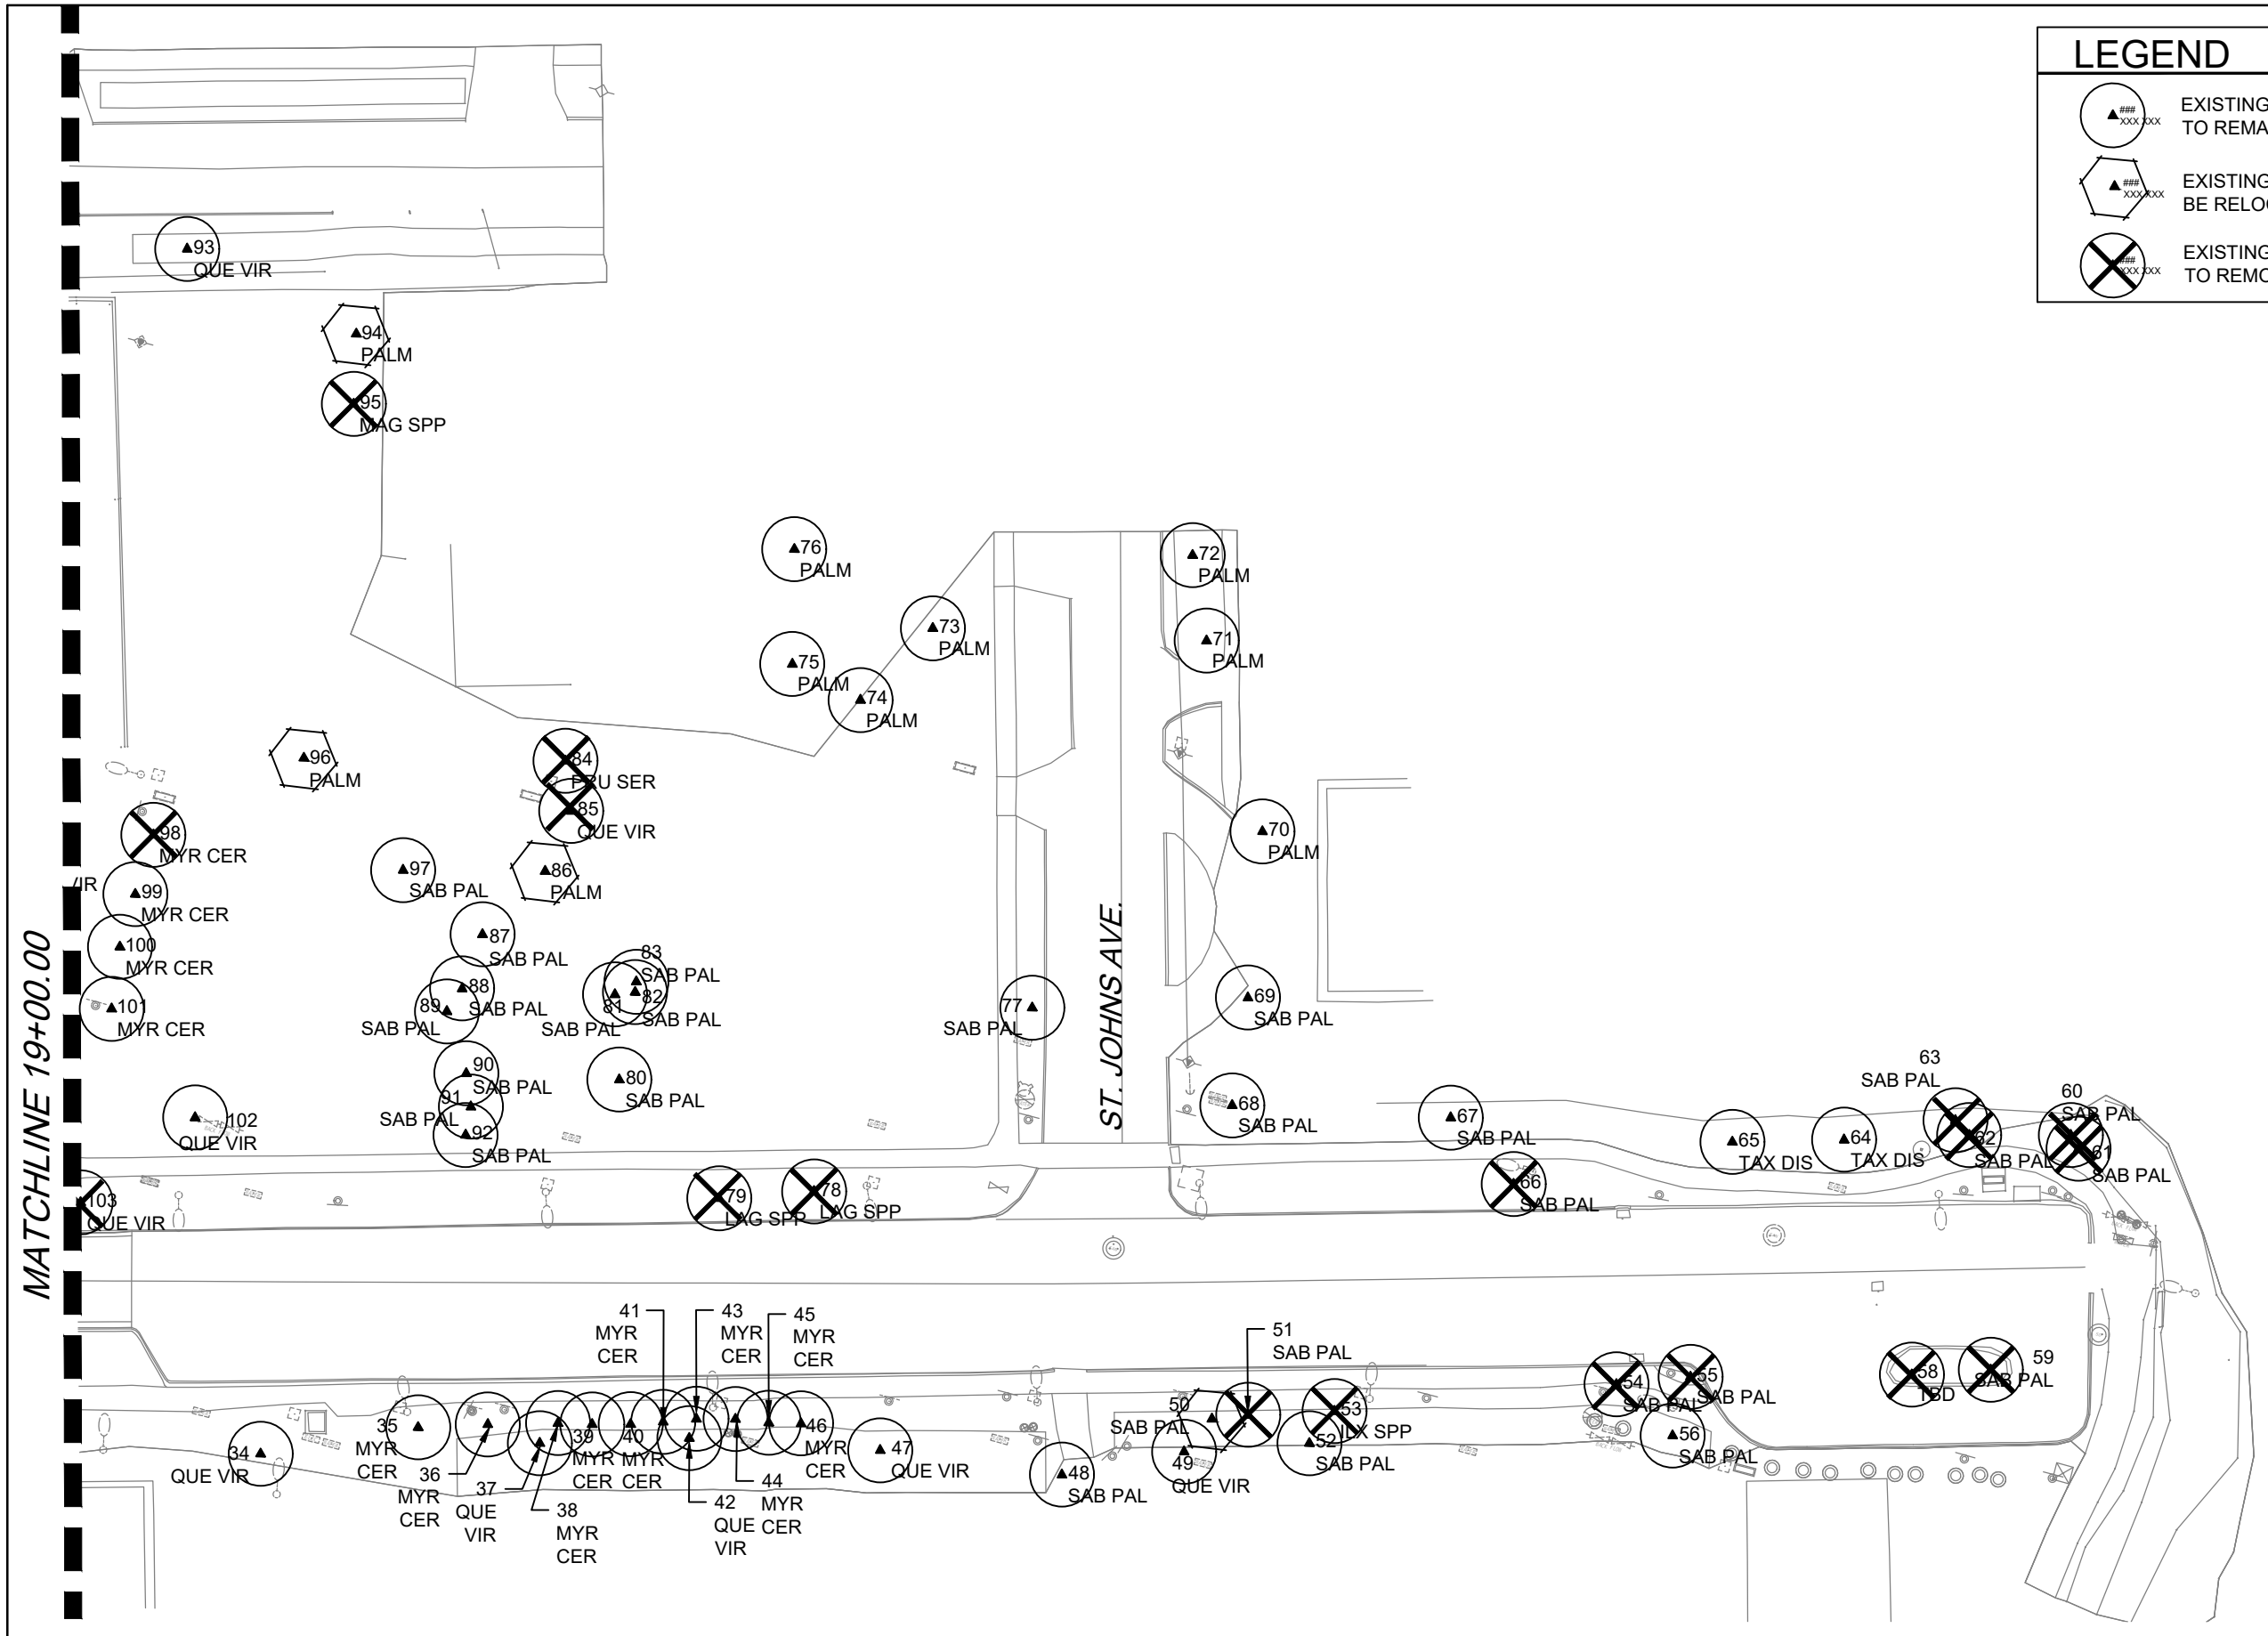 LEGEND
###
XXX XXX
EXISTING
TO REMA
###
XXX XXX
EXISTING
BE RELO
###
XXX XXX
EXISTING
TO REMO
93
QUE VIR
94
PALM
95
MAG SPP
76
PALM
72
PALM
73
PALM
71
PALM
75
PALM
74
PALM
96
PALM
84
PRU SER
85
QUE VIR
98
MYR CER
70
PALM
97
SAB PAL
86
PALM
VIR
99
MYR CER
87
SAB PAL
100
MYR CER
83
SAB PAL
88
SAB PAL
82
SAB PAL
81
SAB PAL
89
SAB PAL
101
MYR CER
77
SAB PAL
69
SAB PAL
ST. JOHNS AVE.
MATCHLINE 19+00.00
90
SAB PAL
80
SAB PAL
91
SAB PAL
92
SAB PAL
102
QUE VIR
68
SAB PAL
67
SAB PAL
65
TAX DIS
64
TAX DIS
63
SAB PAL
62
SAB PAL
60
SAB PAL
61
SAB PAL
103
QUE VIR
79
LAG SPP
78
LAG SPP
66
SAB PAL
41
MYR
CER
43
MYR
CER
45
MYR
CER
51
SAB PAL
34
QUE VIR
35
MYR
CER
36
MYR
CER
37
QUE
VIR
38
MYR
CER
39
MYR
CER
40
MYR
CER
42
QUE
VIR
44
MYR
CER
46
MYR
CER
47
QUE VIR
48
SAB PAL
50
SAB PAL
49
QUE VIR
53
ILX SPP
52
SAB PAL
54
SAB PAL
55
SAB PAL
56
SAB PAL
58
TBD
59
SAB PAL